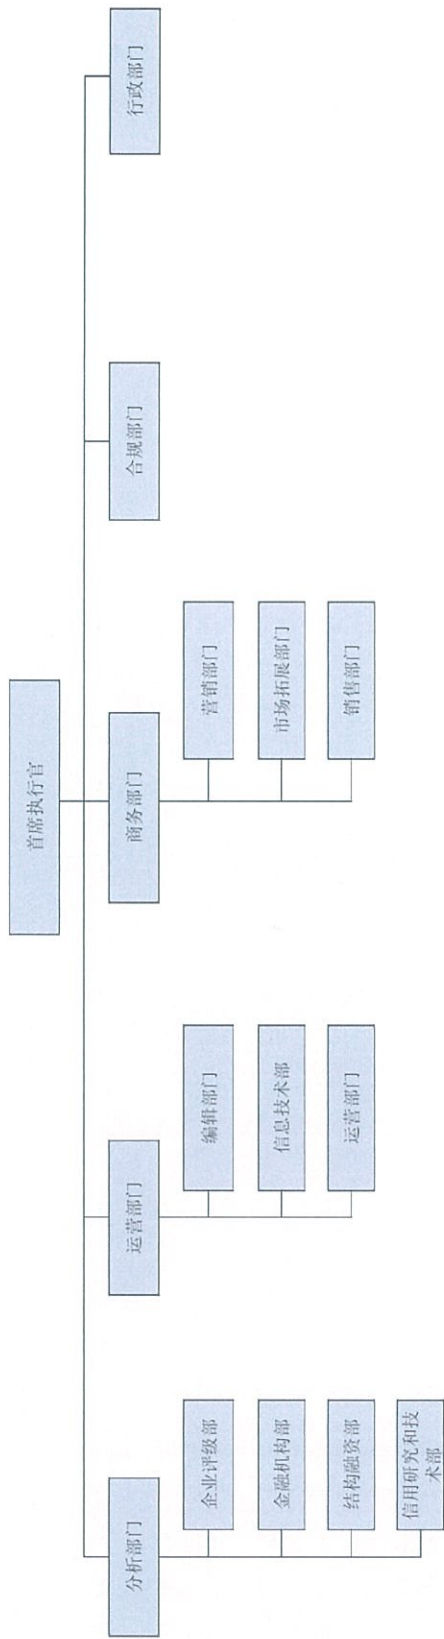 首席执行官
分析部门
企业评级部
金融机构部
结构融资部
信用研究和技
术部
运营部门
编辑部门
信息技术部
运营部门
商务部门
营销部门
市场拓展部门
销售部门
合规部门
行政部门